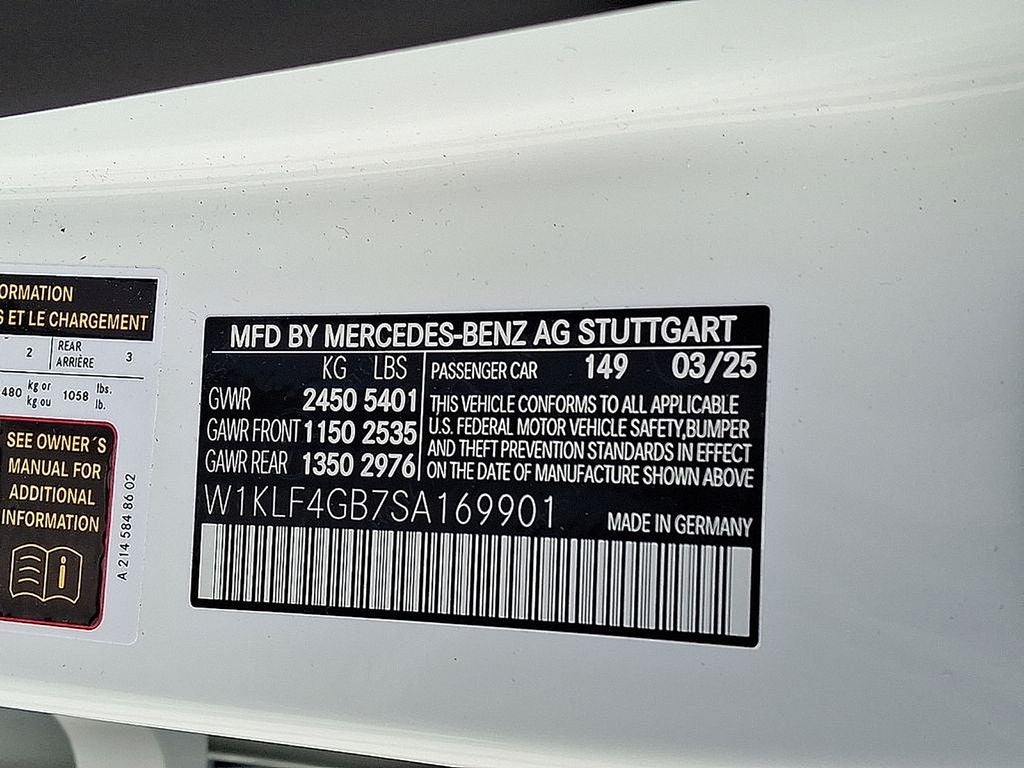 ORMATION
S ET LE CHARGEMENT
2 REAR ARRIÈRE 3
480 kg or kg ou 1058 lbs. lb.
SEE OWNER´S
MANUAL FOR
ADDITIONAL
INFORMATION
i
A 214 584 86 02
MFD BY MERCEDES-BENZ AG STUTTGART
KG LBS
GVWR 2450 5401
GAWR FRONT 1150 2535
GAWR REAR 1350 2976
PASSENGER CAR 149 03/25
THIS VEHICLE CONFORMS TO ALL APPLICABLE
U.S. FEDERAL MOTOR VEHICLE SAFETY,BUMPER
AND THEFT PREVENTION STANDARDS IN EFFECT
ON THE DATE OF MANUFACTURE SHOWN ABOVE
W1KLF4GB7SA169901
MADE IN GERMANY